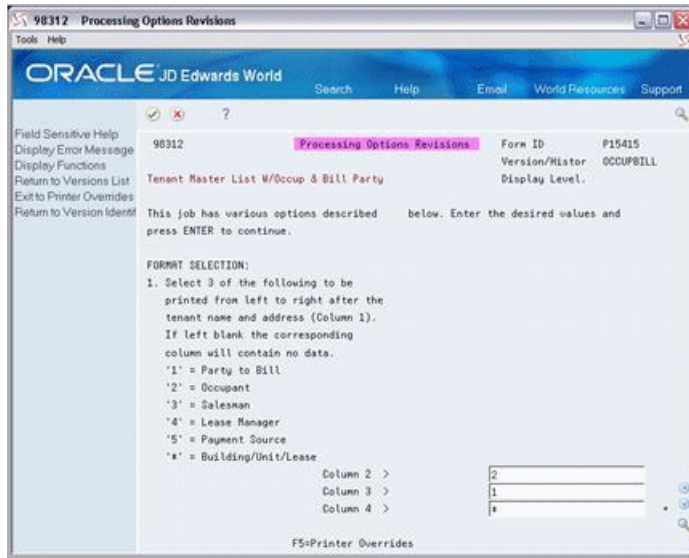 98312 Processing Options Revisions
Tools Help
ORACLE JD Edwards World
Search Help Email World Resources Support
?
Field Sensitive Help
Display Error Message
Display Functions
Return to Versions List
Exit to Printer Overrides
Return to Version Identif
98312 Processing Options Revisions Form ID P15415
Version/Histor OCCUPBILL
Tenant Master List W/Occup & Bill Party Display Level.
This job has various options described below. Enter the desired values and
press ENTER to continue.
FORMAT SELECTION:
1. Select 3 of the following to be
printed from left to right after the
tenant name and address (Column 1).
If left blank the corresponding
column will contain no data.
'1' = Party to Bill
'2' = Occupant
'3' = Salesman
'4' = Lease Manager
'5' = Payment Source
'*' = Building/Unit/Lease
Column 2 > 2
Column 3 > 1
Column 4 > *
F5=Printer Overrides